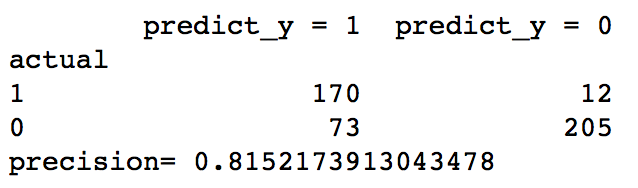 predict_y = 1 predict_y = 0
actual
1 170 12
0 73 205
precision= 0.8152173913043478